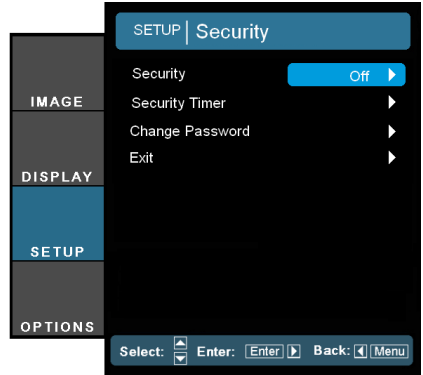 SETUP | Security
IMAGE
DISPLAY
SETUP
OPTIONS
Security Off
Security Timer
Change Password
Exit
Select: Enter: Enter Back: Menu